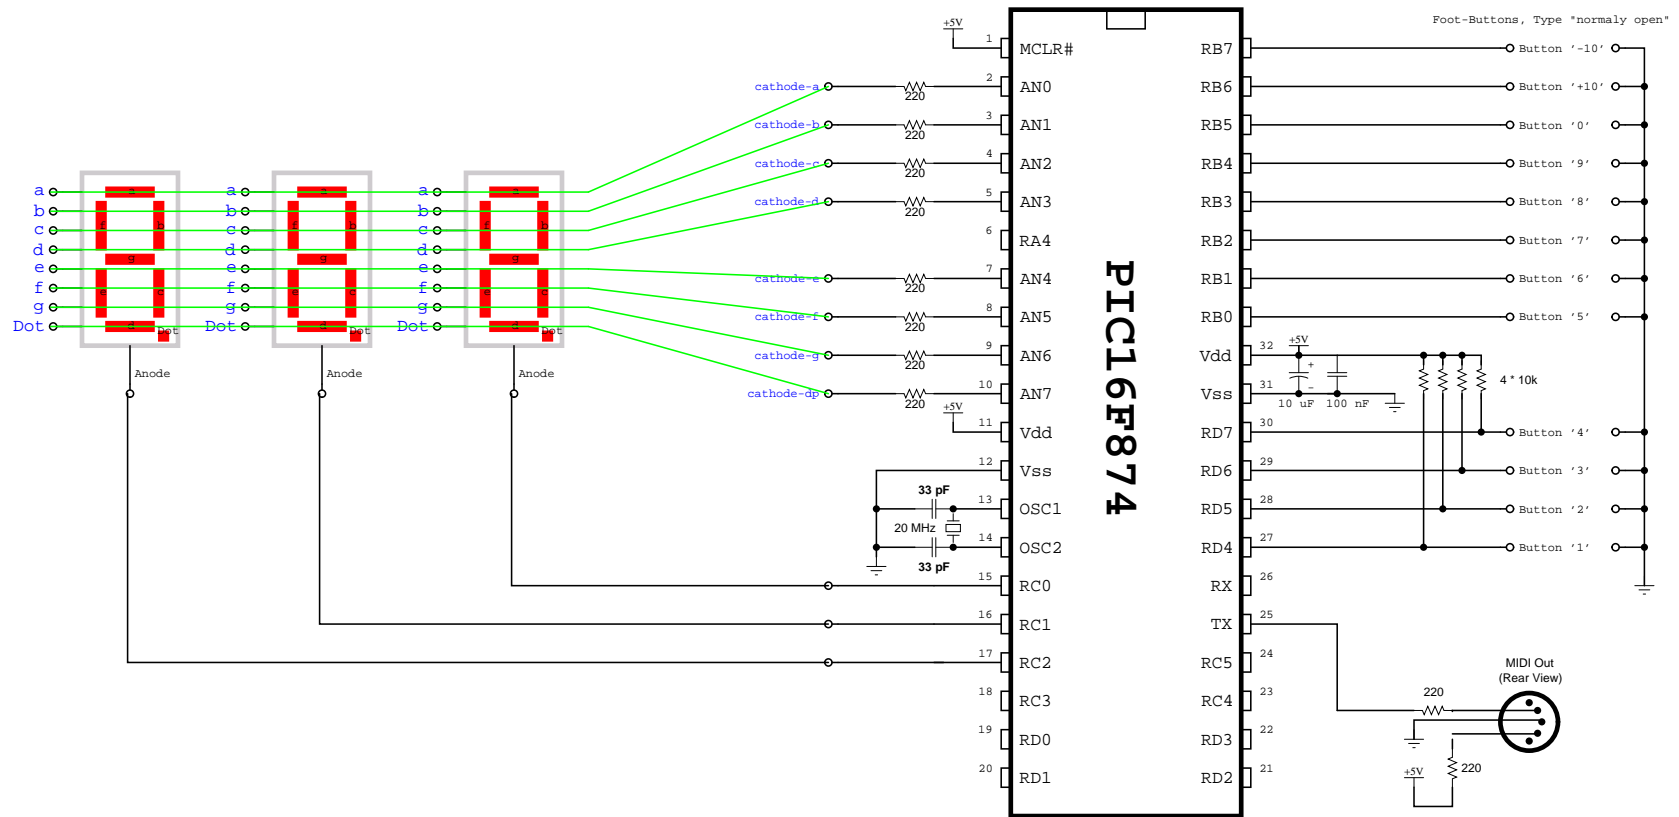 Foot-Buttons, Type "normaly open"
+5V
1 MCLR#
RB7 Button '-10'
cathode-a 220 2 AN0
RB6 Button '+10'
cathode-b 220 3 AN1
RB5 Button '0'
cathode-c 220 4 AN2
RB4 Button '9'
cathode-d 220 5 AN3
RB3 Button '8'
6 RA4
RB2 Button '7'
cathode-e 220 7 AN4
RB1 Button '6'
cathode-f 220 8 AN5
RB0 Button '5'
cathode-g 220 9 AN6
Vdd 32 +5V
cathode-dp 220 10 AN7
Vss 31 + - 10 uF 100 nF
4 * 10k
+5V
11 Vdd
RD7 30 Button '4'
12 Vss
RD6 29 Button '3'
33 pF 13 OSC1
RD5 28 Button '2'
20 MHz
14 OSC2
33 pF
RD4 27 Button '1'
15 RC0
RX 26
16 RC1
TX 25
17 RC2
RC5 24
18 RC3
RC4 23
19 RD0
RD3 22
20 RD1
RD2 21
PIC16F874
MIDI Out
(Rear View)
220
220
+5V
a a a
b b b
c c c
d d d
e e e
f f f
g g g
Dot Dot Dot
a f b g e c a Dot
a f b g e c a Dot
a f b g e c a Dot
Anode Anode Anode